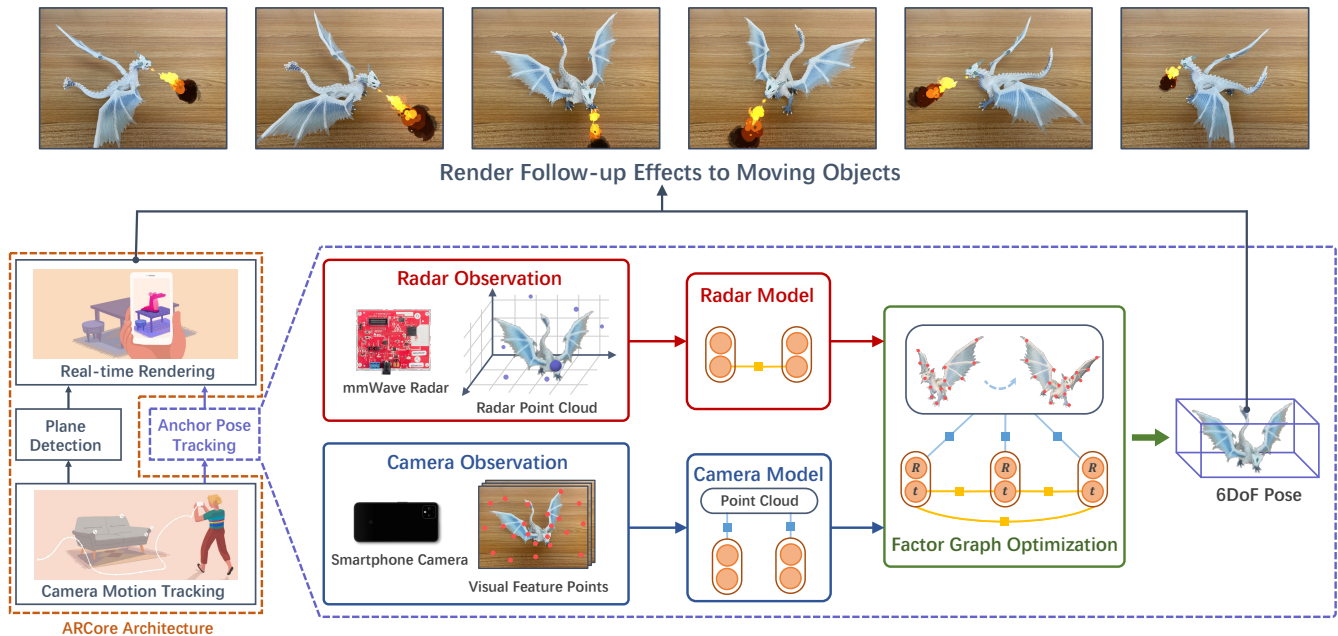 Render Follow-up Effects to Moving Objects
Real-time Rendering
Plane
Detection
Anchor Pose
Tracking
Camera Motion Tracking
ARCore Architecture
Radar Observation
mmWave Radar
Radar Point Cloud
Radar Model
Camera Observation
Smartphone Camera
Visual Feature Points
Camera Model
Point Cloud
R R R
t t t
Factor Graph Optimization
6DoF Pose